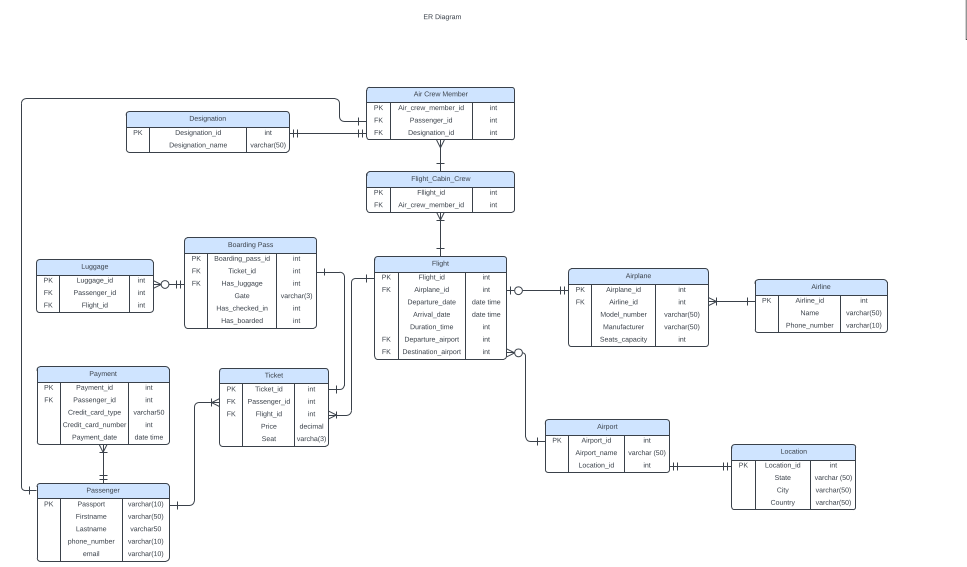 ER Diagram
Air Crew Member
PK Air_crew_member_id int
FK Passenger_id int
FK Designation_id int
Designation
PK Designation_id int
Designation_name varchar(50)
Flight_Cabin_Crew
PK Fllight_id int
FK Air_crew_member_id int
Boarding Pass
PK Boarding_pass_id int
FK Ticket_id int
FK Has_luggage int
Gate varchar(3)
Has_checked_in int
Has_boarded int
Luggage
PK Luggage_id int
FK Passenger_id int
FK Flight_id int
Flight
PK Flight_id int
FK Airplane_id int
Departure_date date time
Arrival_date date time
Duration_time int
FK Departure_airport int
FK Destination_airport int
Airplane
PK Airplane_id int
FK Airline_id int
Model_number varchar(50)
Manufacturer varchar(50)
Seats_capacity int
Airline
PK Airline_id int
Name varchar(50)
Phone_number varchar(10)
Payment
PK Payment_id int
FK Passenger_id int
Credit_card_type varchar50
Credit_card_number int
Payment_date date time
Ticket
PK Ticket_id int
FK Passenger_id int
FK Flight_id int
Price decimal
Seat varcha(3)
Airport
PK Airport_id int
Airport_name varchar (50)
Location_id int
Location
PK Location_id int
State varchar (50)
City varchar(50)
Country varchar(50)
Passenger
PK Passport varchar(10)
Firstname varchar(50)
Lastname varchar50
phone_number varchar(10)
email varchar(10)